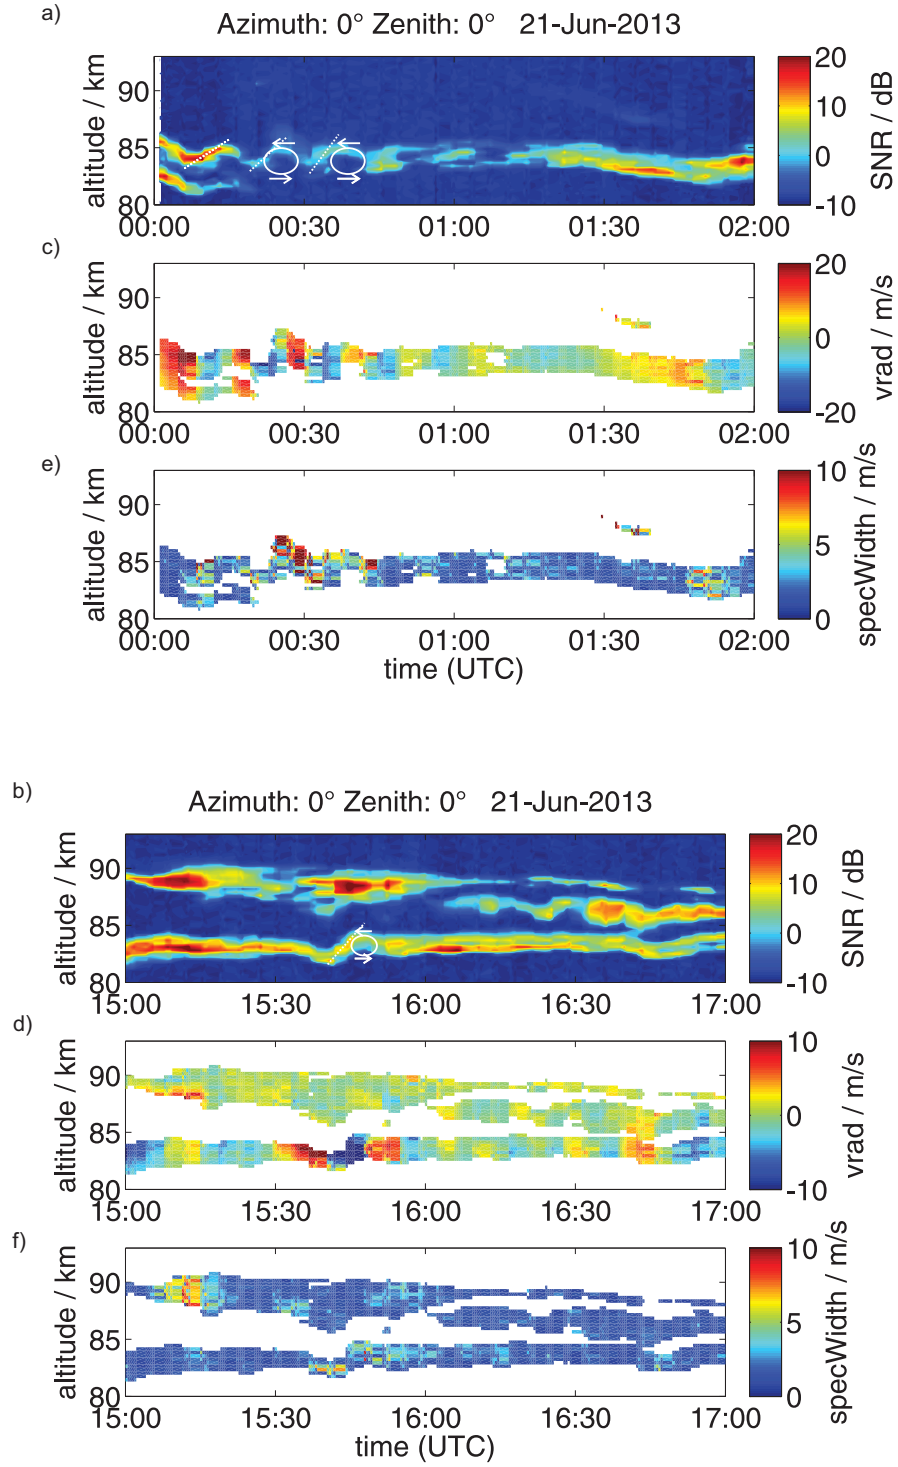 a)
Azimuth: 0° Zenith: 0° 21-Jun-2013
altitude / km
90
85
80
00:00 00:30 01:00 01:30 02:00
20
10
0
-10
SNR / dB
c)
altitude / km
90
85
80
00:00 00:30 01:00 01:30 02:00
20
10
0
-10
-20
vrad / m/s
e)
altitude / km
90
85
80
00:00 00:30 01:00 01:30 02:00
time (UTC)
10
5
0
specWidth / m/s
b)
Azimuth: 0° Zenith: 0° 21-Jun-2013
altitude / km
90
85
80
15:00 15:30 16:00 16:30 17:00
20
10
0
-10
SNR / dB
d)
altitude / km
90
85
80
15:00 15:30 16:00 16:30 17:00
10
5
0
-5
-10
vrad / m/s
f)
altitude / km
90
85
80
15:00 15:30 16:00 16:30 17:00
time (UTC)
10
5
0
specWidth / m/s